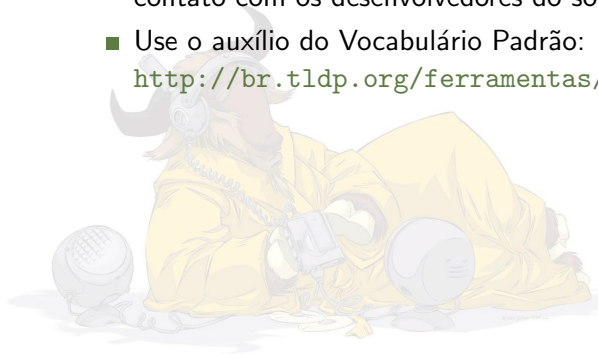 contato com os desenvolvedores do so
Use o auxílio do Vocabulário Padrão:
http://br.tldp.org/ferramentas/